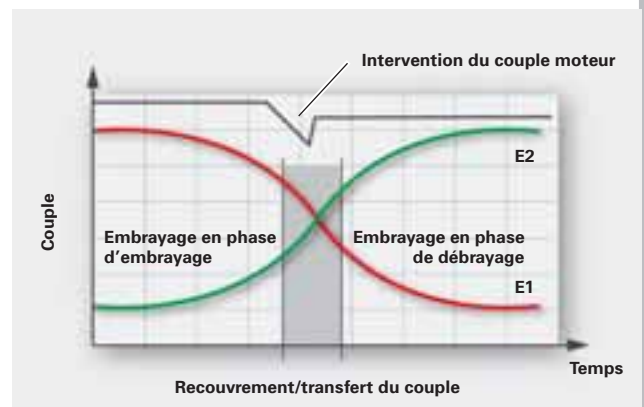 Intervention du couple moteur
E2
Couple
Embrayage en phase
d'embrayage
Embrayage en phase
de débrayage
E1
Temps
Recouvrement/transfert du couple